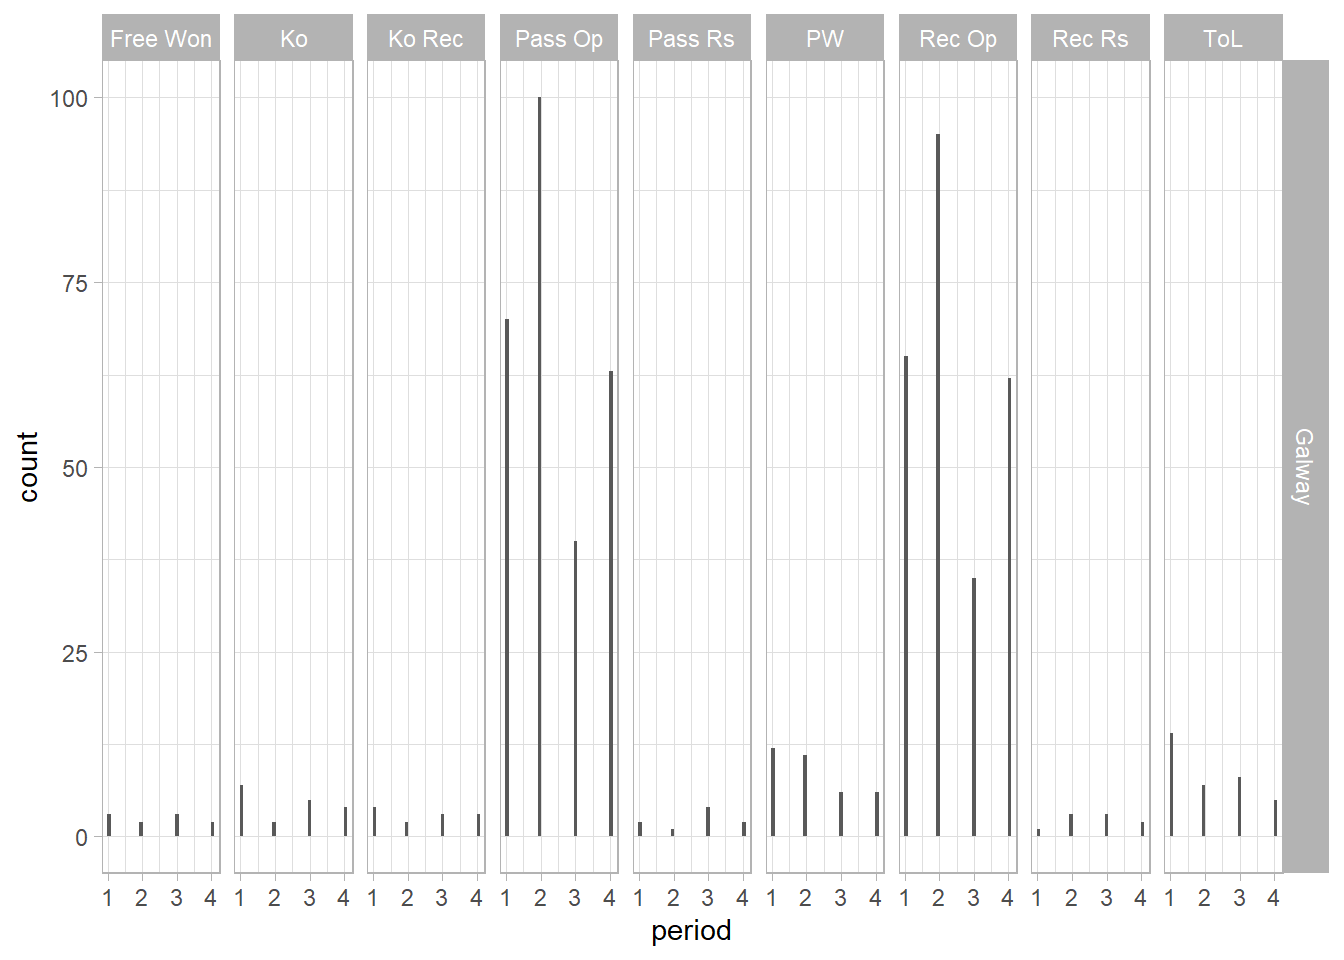 Free Won Ko Ko Rec Pass Op Pass Rs PW Rec Op Rec Rs ToL
100
75
50
25
0
count
Galway
1 2 3 4 1 2 3 4 1 2 3 4 1 2 3 4 1 2 3 4 1 2 3 4 1 2 3 4 1 2 3 4 1 2 3 4
period